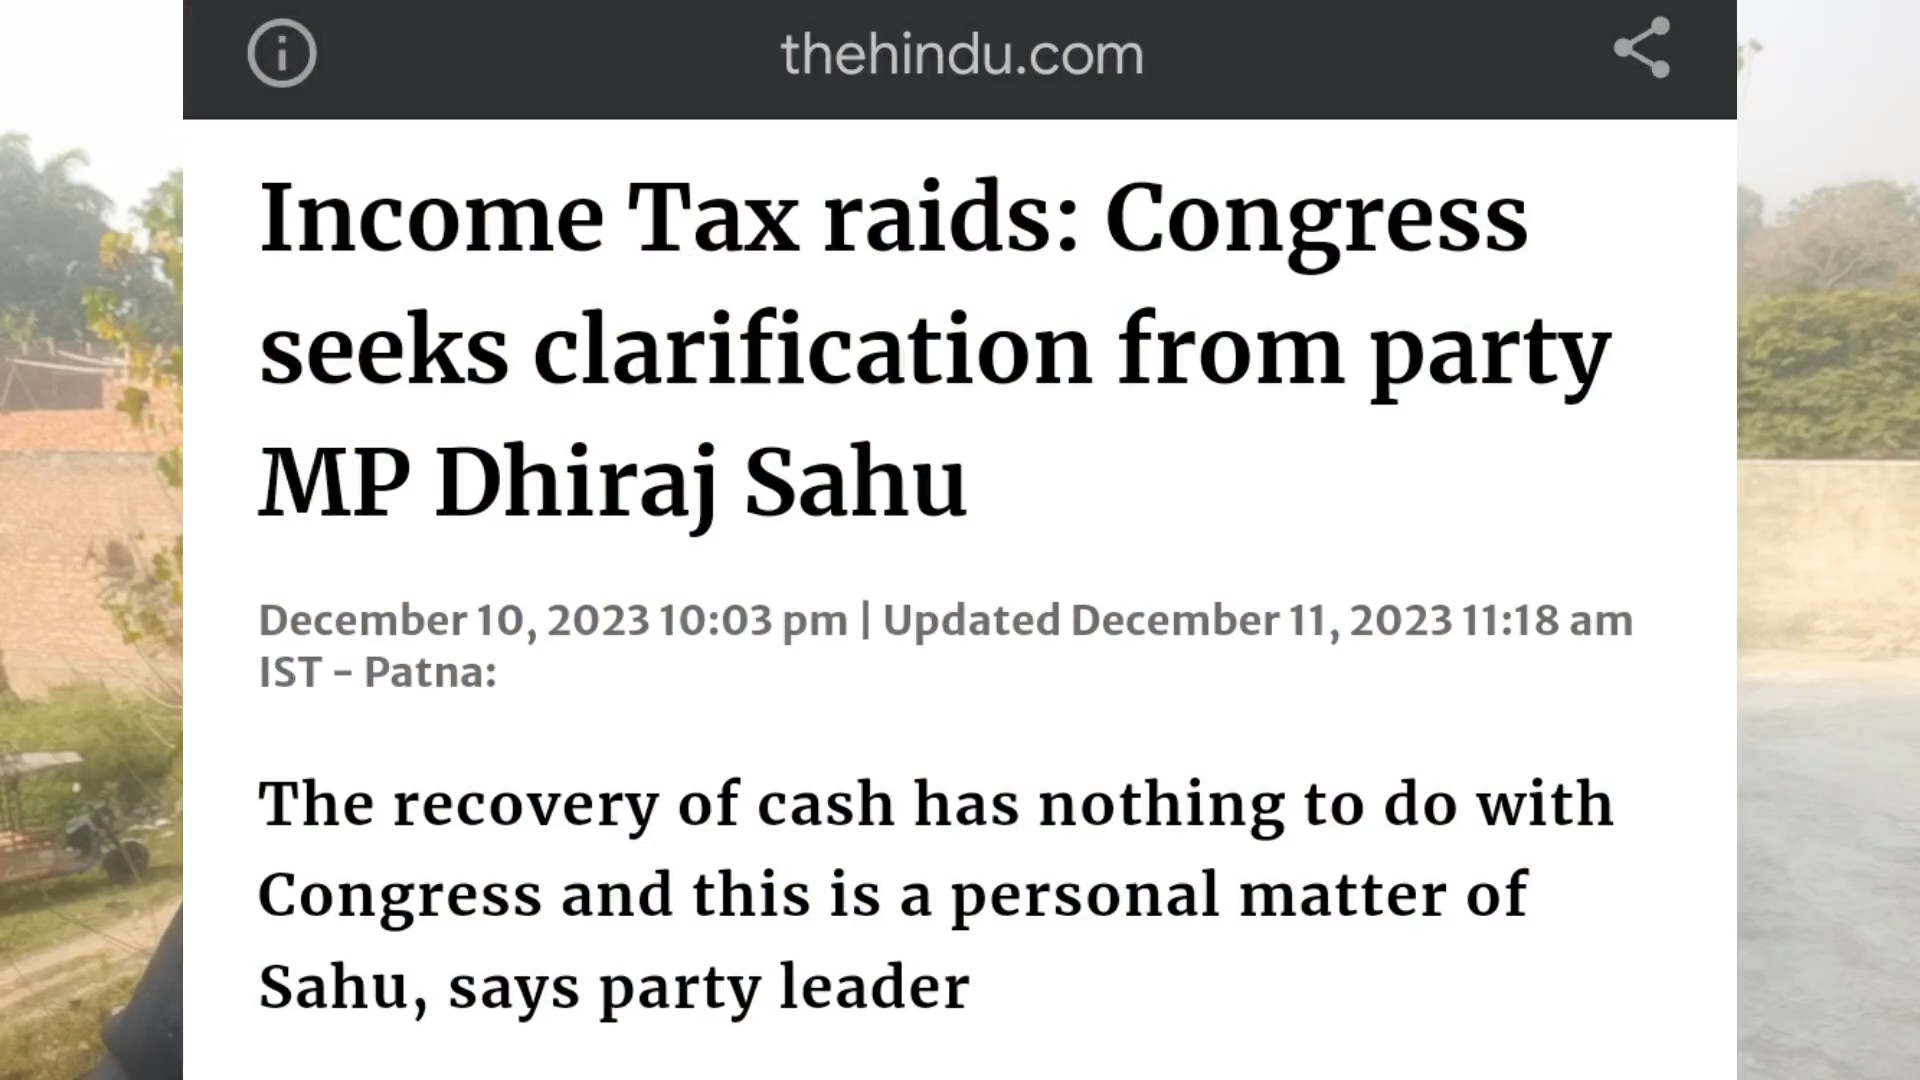 thehindu.com
Income Tax raids: Congress
seeks clarification from party
MP Dhiraj Sahu
December 10, 2023 10:03 pm | Updated December 11, 2023 11:18 am
IST – Patna:
The recovery of cash has nothing to do with
Congress and this is a personal matter of
Sahu, says party leader